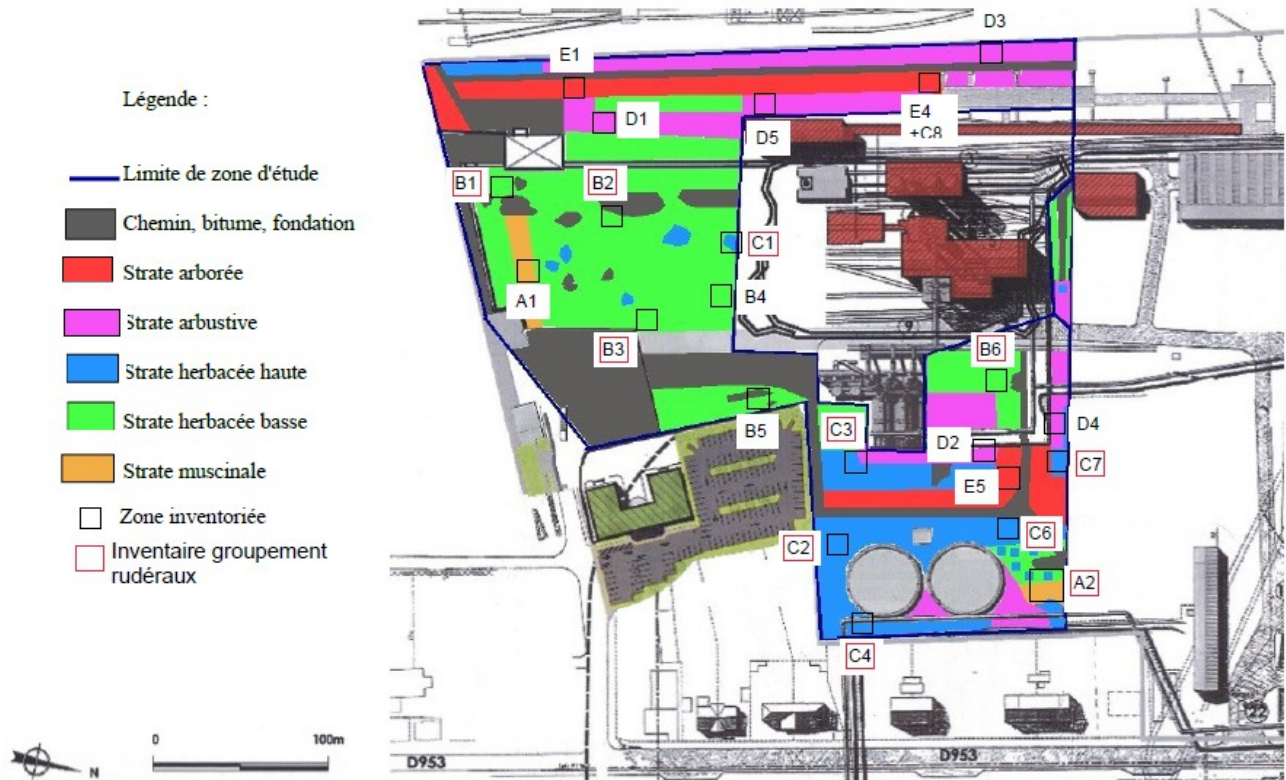 Légende :
Limite de zone d'étude
Chemin, bitume, fondation
Strate arborée
Strate arbustive
Strate herbacée haute
Strate herbacée basse
Strate muscinale
Zone inventoriée
Inventaire groupement
rudéraux
0 100m
N
D3
E1
D1
D5
E4
+C8
B1
B2
C1
A1
B4
B3
B6
B5
C3
D2
D4
E5
C7
C2
C6
A2
C4
22
D953
D953